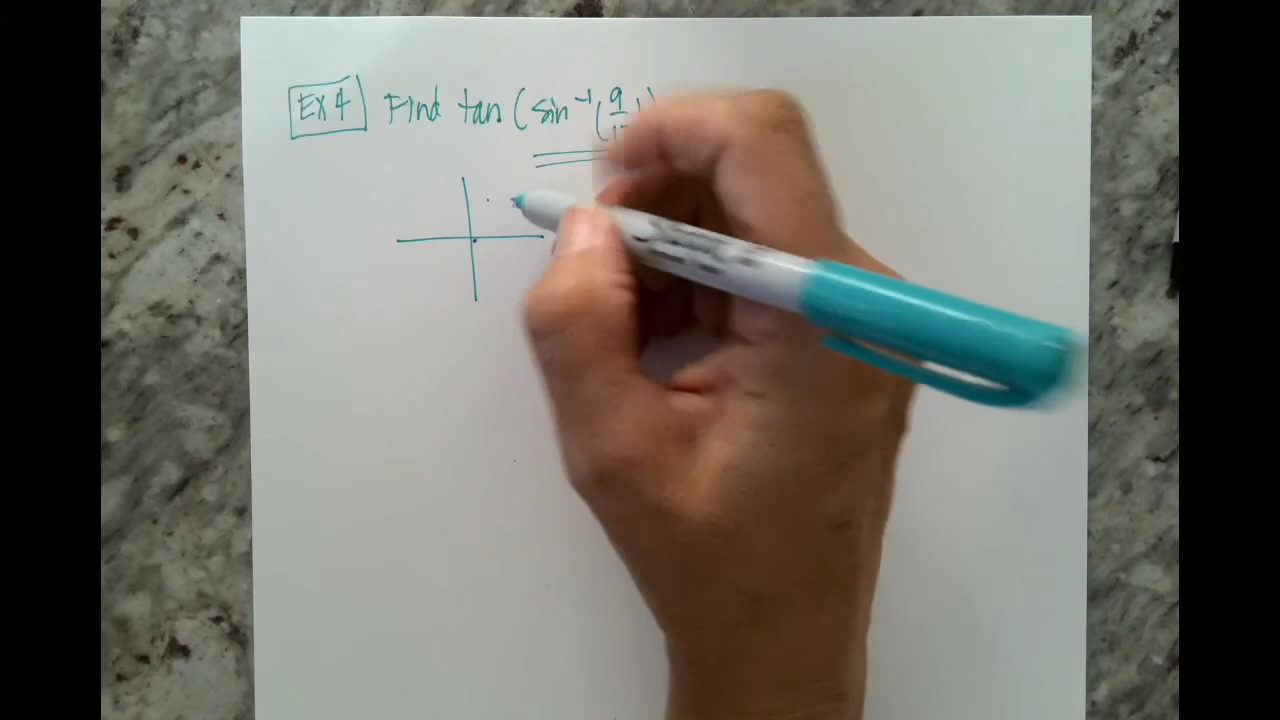 Ex 4 Find tan (sin⁻¹ (9/